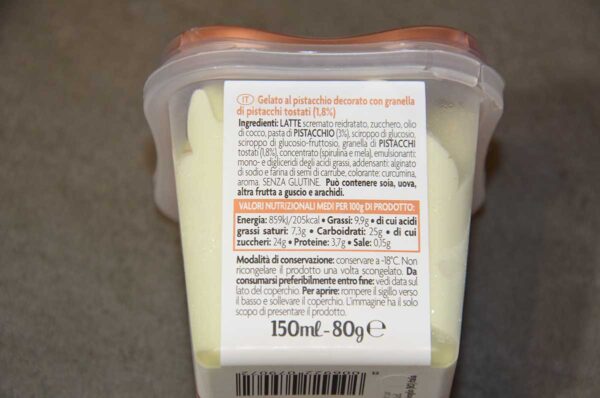 IT Gelato al pistacchio decorato con granella
di pistacchi tostati (1,8%)
Ingredienti: LATTE scremato reidratato, zucchero, olio
di cocco, pasta di PISTACCHIO (3%), sciroppo di glucosio,
sciroppo di glucosio-fruttosio, granella di PISTACCHI
tostati (1,8%), concentrato (spirulina e mela), emulsionanti:
mono- e digliceridi degli acidi grassi, addensanti: alginato
di sodio e farina di semi di carrube, colorante: curcumina,
aroma. SENZA GLUTINE. Può contenere soia, uova,
altra frutta a guscio e arachidi.
VALORI NUTRIZIONALI MEDI PER 100g DI PRODOTTO:
Energia: 859kJ/205kcal • Grassi: 9,9g • di cui acidi
grassi saturi: 7,3g • Carboidrati: 25g • di cui
zuccheri: 24g • Proteine: 3,7g • Sale: 0,15g
Modalità di conservazione: conservare a -18°C. Non
ricongelare il prodotto una volta scongelato. Da
consumarsi preferibilmente entro fine: vedi data sul
lato del coperchio. Per aprire: rompere il sigillo verso
il basso e sollevare il coperchio. L'immagine ha il solo
scopo di presentare il prodotto.
150ml - 80g e